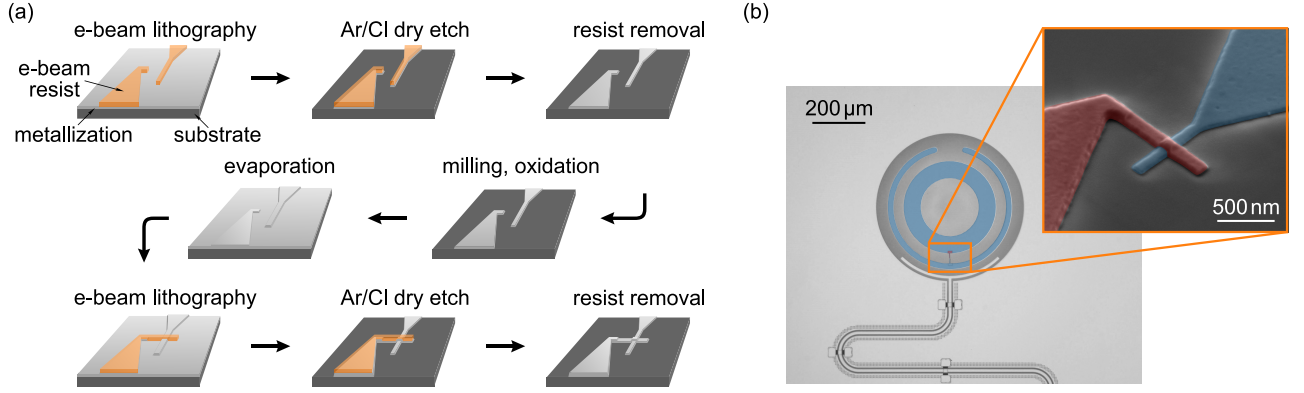 (a)
e-beam lithography
Ar/Cl dry etch
resist removal
e-beam
resist
metallization
substrate
evaporation
milling, oxidation
e-beam lithography
Ar/Cl dry etch
resist removal
(b)
200 µm
500 nm